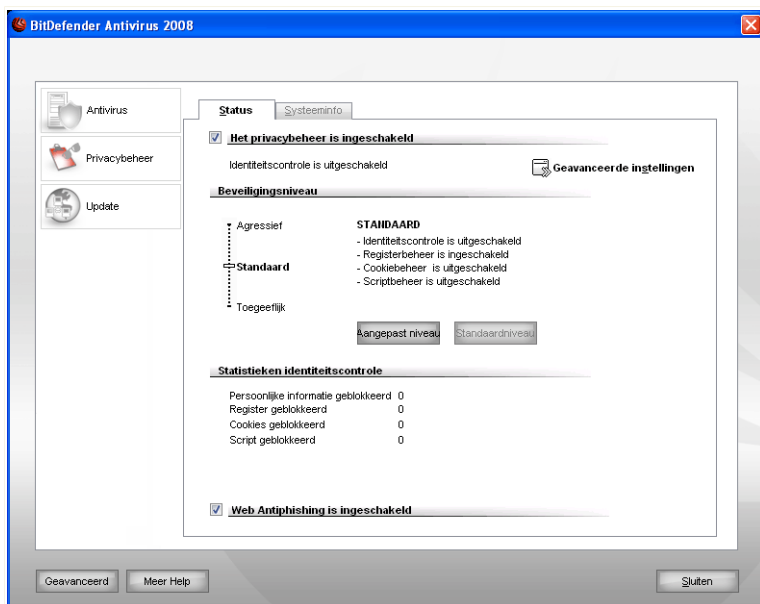 BitDefender Antivirus 2008
Antivirus
Privacybeheer
Update
Status
Systeeminfo
Het privacybeheer is ingeschakeld
Identiteitscontrole is uitgeschakeld
Geavanceerde instellingen
Beveiligingsniveau
Agressief
Standaard
Toegeeflijk
STANDAARD
- Identiteitscontrole is uitgeschakeld
- Registerbeheer is ingeschakeld
- Cookiebeheer is uitgeschakeld
- Scriptbeheer is uitgeschakeld
Aangepast niveau
Standaardniveau
Statistieken identiteitscontrole
Persoonlijke informatie geblokkeerd 0
Register geblokkeerd 0
Cookies geblokkeerd 0
Script geblokkeerd 0
Web Antiphishing is ingeschakeld
Geavanceerd
Meer Help
Sluiten